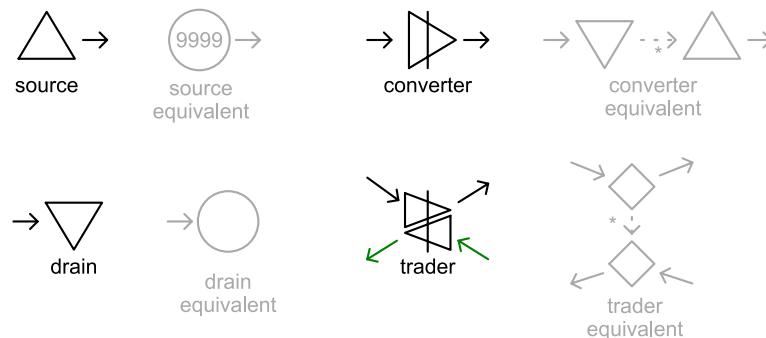 9999
*
source
source
equivalent
converter
converter
equivalent
*
drain
drain
equivalent
trader
trader
equivalent